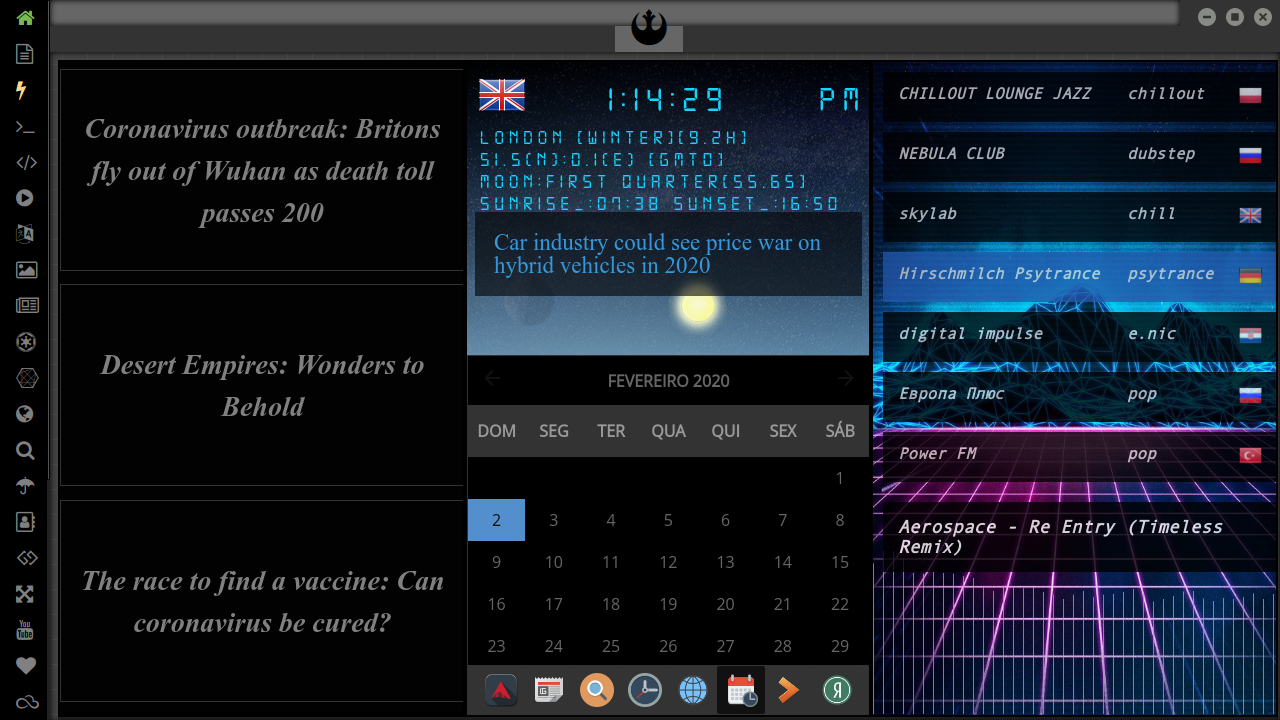 Coronavirus outbreak: Britons
fly out of Wuhan as death toll
passes 200
Desert Empires: Wonders to
Behold
The race to find a vaccine: Can
coronavirus be cured?
1:14:29 PM
LONDON [WINTER][9.2H]
51.5(N):0.1(E) [GMT0]
MOON:FIRST QUARTER[55.65]
SUNRISE_:07:38 SUNSET_:16:50
Car industry could see price war on
hybrid vehicles in 2020
FEVEREIRO 2020
DOM SEG TER QUA QUI SEX SÁB
1
2 3 4 5 6 7 8
9 10 11 12 13 14 15
16 17 18 19 20 21 22
23 24 25 26 27 28 29
CHILLOUT LOUNGE JAZZ chillout
NEBULA CLUB dubstep
skylab chill
Hirschmilch Psytrance psytrance
digital impulse e.nic
Европа Плюс pop
Power FM pop
Aerospace - Re Entry (Timeless
Remix)
You
Tube
Я